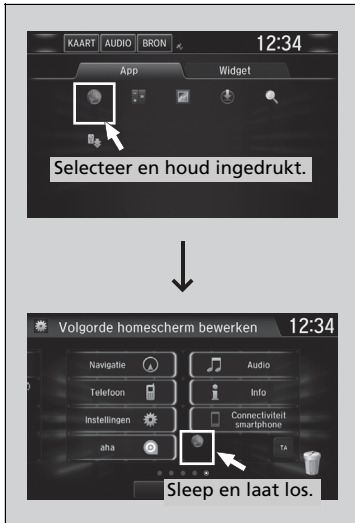 KAART AUDIO BRON 12:34
App Widget
Selecteer en houd ingedrukt.
Volgorde homescherm bewerken 12:34
Navigatie Audio
Telefoon Info
Instellingen Connectiviteit
smartphone
aha TA
Sleep en laat los.